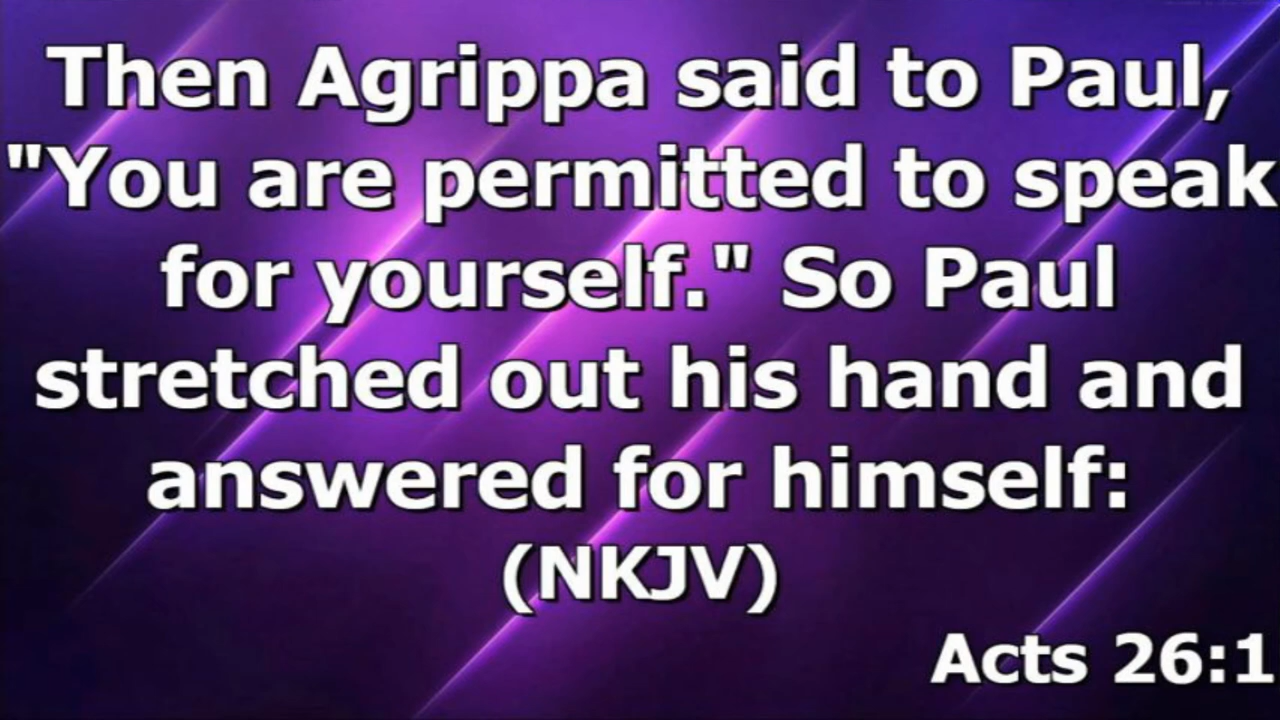 Then Agrippa said to Paul,
"You are permitted to speak
for yourself." So Paul
stretched out his hand and
answered for himself:
(NKJV)
Acts 26:1